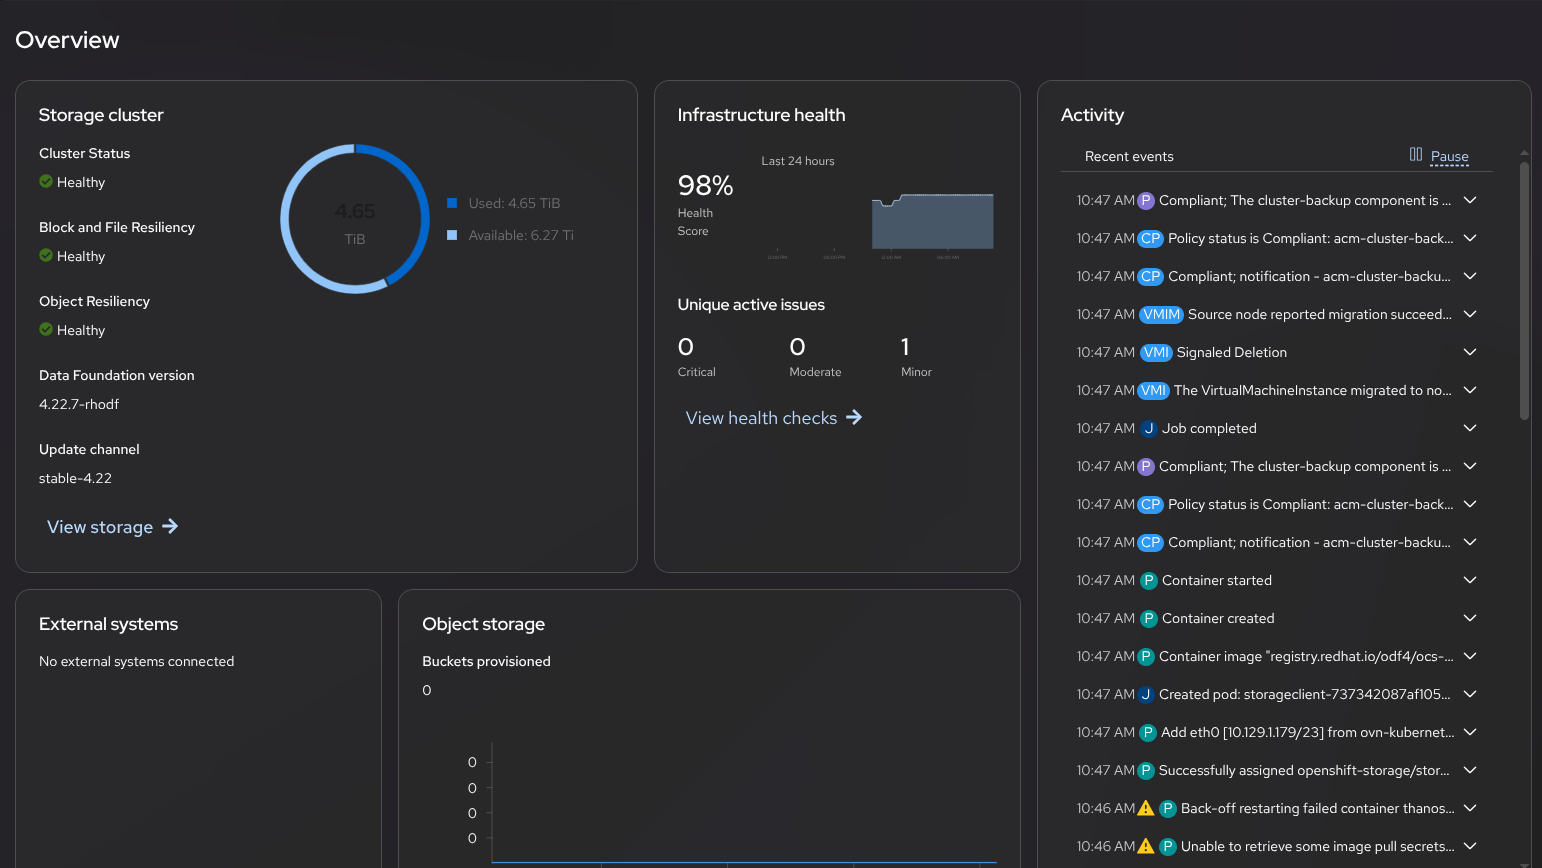 Overview
Storage cluster
Cluster Status
Healthy
Block and File Resiliency
Healthy
Object Resiliency
Healthy
Data Foundation version
4.22.7-rhodf
Update channel
stable-4.22
View storage
4.65
TiB
Used: 4.65 TiB
Available: 6.27 Ti
Infrastructure health
Last 24 hours
98%
Health
Score
12:00 PM 06:00 PM 12:00 AM 06:00 AM
Unique active issues
0 0 1
Critical Moderate Minor
View health checks
Activity
Recent events Pause
10:47 AM P Compliant; The cluster-backup component is ...
10:47 AM CP Policy status is Compliant: acm-cluster-back...
10:47 AM CP Compliant; notification - acm-cluster-backu...
10:47 AM VMIM Source node reported migration succeed...
10:47 AM VMI Signaled Deletion
10:47 AM VMI The VirtualMachineInstance migrated to no...
10:47 AM J Job completed
10:47 AM P Compliant; The cluster-backup component is ...
10:47 AM CP Policy status is Compliant: acm-cluster-back...
10:47 AM CP Compliant; notification - acm-cluster-backu...
10:47 AM P Container started
10:47 AM P Container created
10:47 AM P Container image "registry.redhat.io/odf4/ocs-...
10:47 AM J Created pod: storageclient-737342087af105...
10:47 AM P Add eth0 [10.129.1.179/23] from ovn-kubernet...
10:47 AM P Successfully assigned openshift-storage/stor...
10:46 AM P Back-off restarting failed container thanos...
10:46 AM P Unable to retrieve some image pull secrets...
External systems
No external systems connected
Object storage
Buckets provisioned
0
0
0
0
0